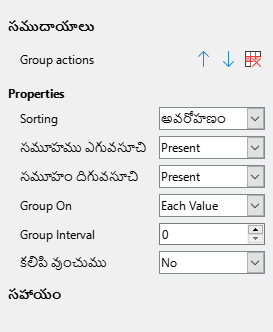 సముదాయాలు
Group actions
Properties
Sorting అవరోహణం
సమూహము ఎగువసూచి Present
సమూహం దిగువసూచి Present
Group On Each Value
Group Interval 0
కలిపి వుంచుము No
సహాయం